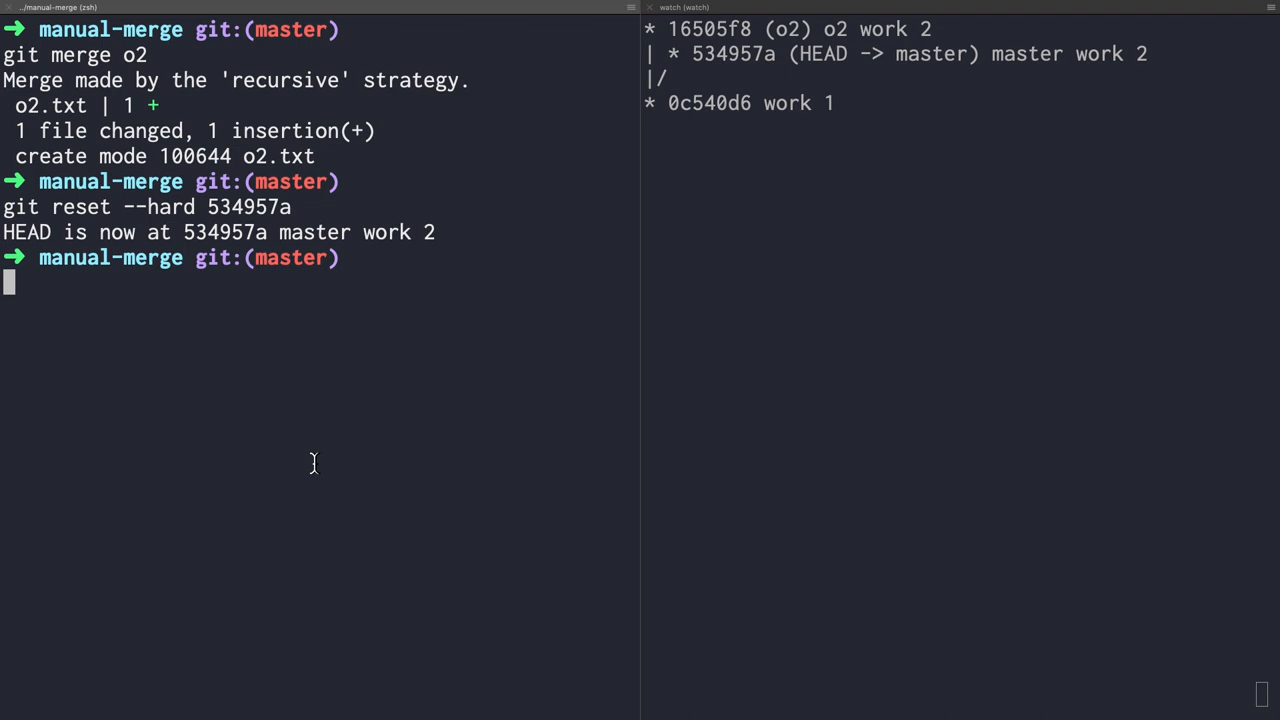 ../manual-merge (zsh)
➜ manual-merge git:(master)
git merge o2
Merge made by the 'recursive' strategy.
 o2.txt | 1 +
 1 file changed, 1 insertion(+)
 create mode 100644 o2.txt
➜ manual-merge git:(master)
git reset --hard 534957a
HEAD is now at 534957a master work 2
➜ manual-merge git:(master)
watch (watch)
* 16505f8 (o2) o2 work 2
| * 534957a (HEAD -> master) master work 2
|/
* 0c540d6 work 1